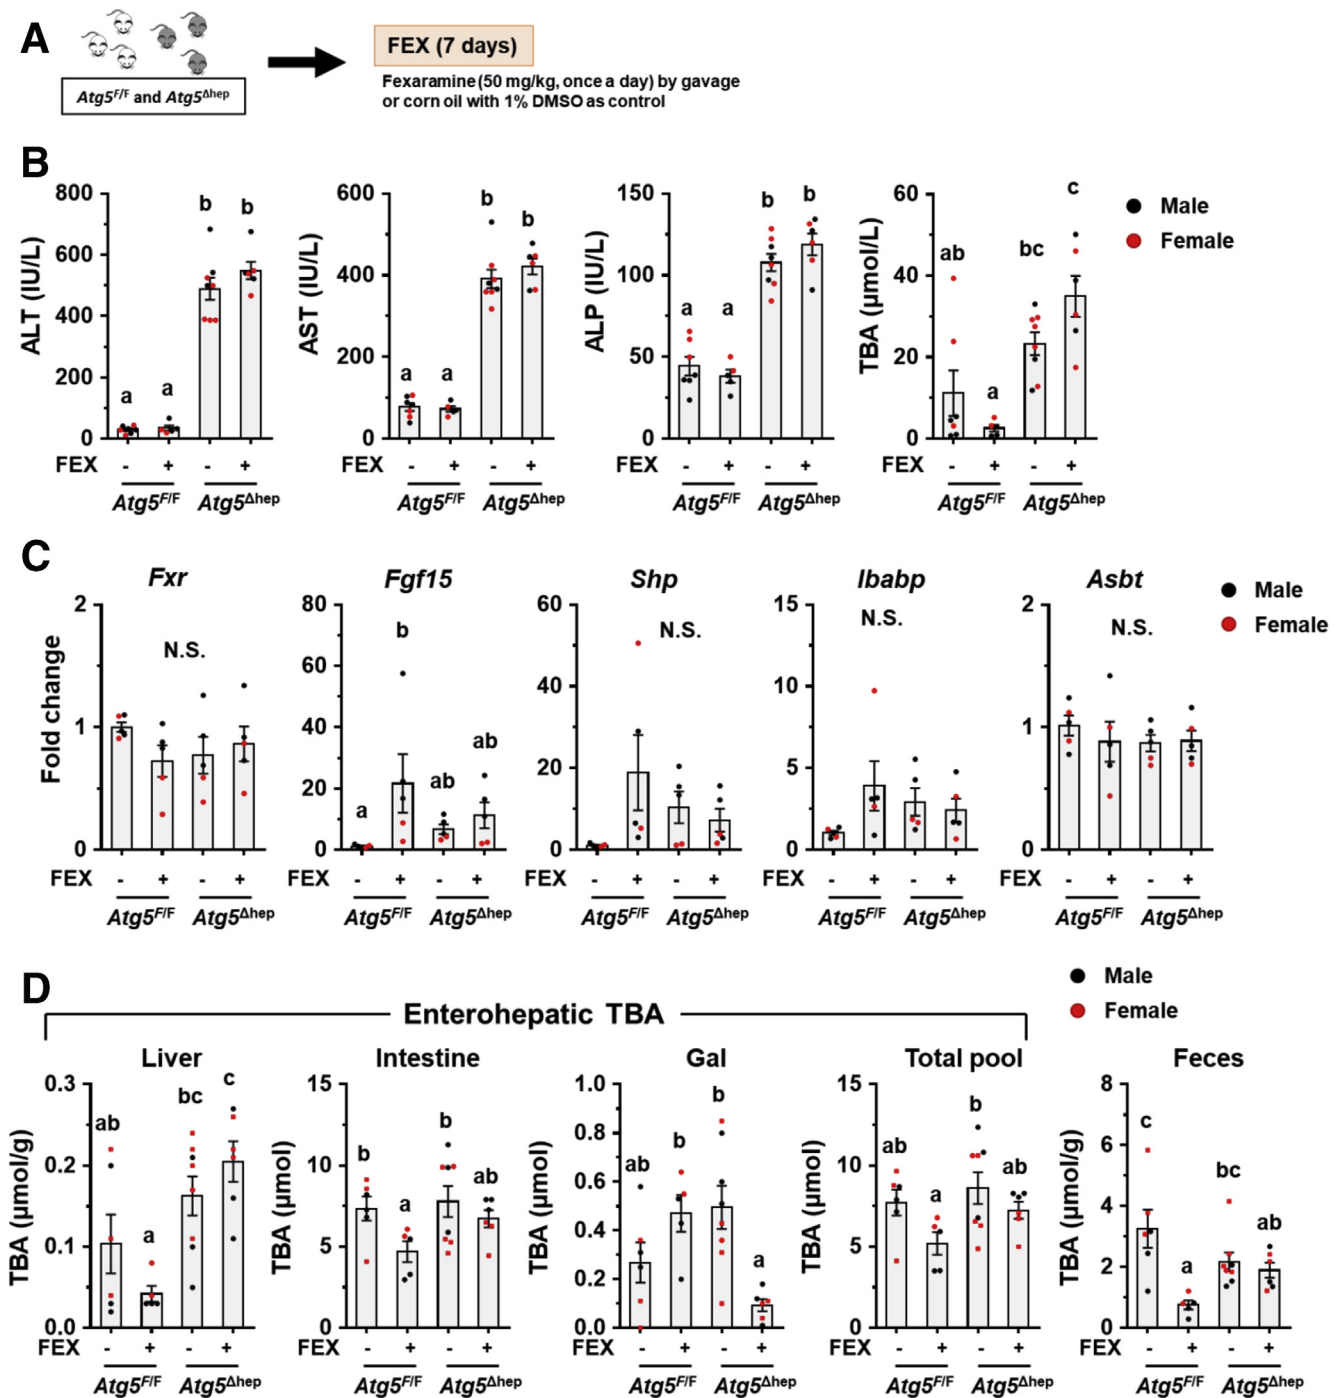 A
Atg5F/F and Atg5Δhep
FEX (7 days)
Fexaramine (50 mg/kg, once a day) by gavage
or corn oil with 1% DMSO as control
B
ALT (IU/L)
800
600
400
200
0
a a b b
FEX - + - +
Atg5F/F Atg5Δhep
AST (IU/L)
600
400
200
0
a a b b
FEX - + - +
Atg5F/F Atg5Δhep
ALP (IU/L)
150
100
50
0
a a b b
FEX - + - +
Atg5F/F Atg5Δhep
TBA (μmol/L)
60
40
20
0
ab a bc c
FEX - + - +
Atg5F/F Atg5Δhep
Male
Female
C
Fxr
Fold change
2
1
0
N.S.
FEX - + - +
Atg5F/F Atg5Δhep
Fgf15
80
60
40
20
0
a b ab ab
FEX - + - +
Atg5F/F Atg5Δhep
Shp
60
40
20
0
N.S.
FEX - + - +
Atg5F/F Atg5Δhep
Ibabp
15
10
5
0
N.S.
FEX - + - +
Atg5F/F Atg5Δhep
Asbt
2
1
0
N.S.
FEX - + - +
Atg5F/F Atg5Δhep
Male
Female
D
Enterohepatic TBA
Male
Female
Liver
TBA (μmol/g)
0.3
0.2
0.1
0.0
ab a bc c
FEX - + - +
Atg5F/F Atg5Δhep
Intestine
TBA (μmol)
15
10
5
0
b a b ab
FEX - + - +
Atg5F/F Atg5Δhep
Gal
TBA (μmol)
1.0
0.8
0.6
0.4
0.2
0.0
ab b b a
FEX - + - +
Atg5F/F Atg5Δhep
Total pool
TBA (μmol)
15
10
5
0
ab a b ab
FEX - + - +
Atg5F/F Atg5Δhep
Feces
TBA (μmol/g)
8
6
4
2
0
c a bc ab
FEX - + - +
Atg5F/F Atg5Δhep